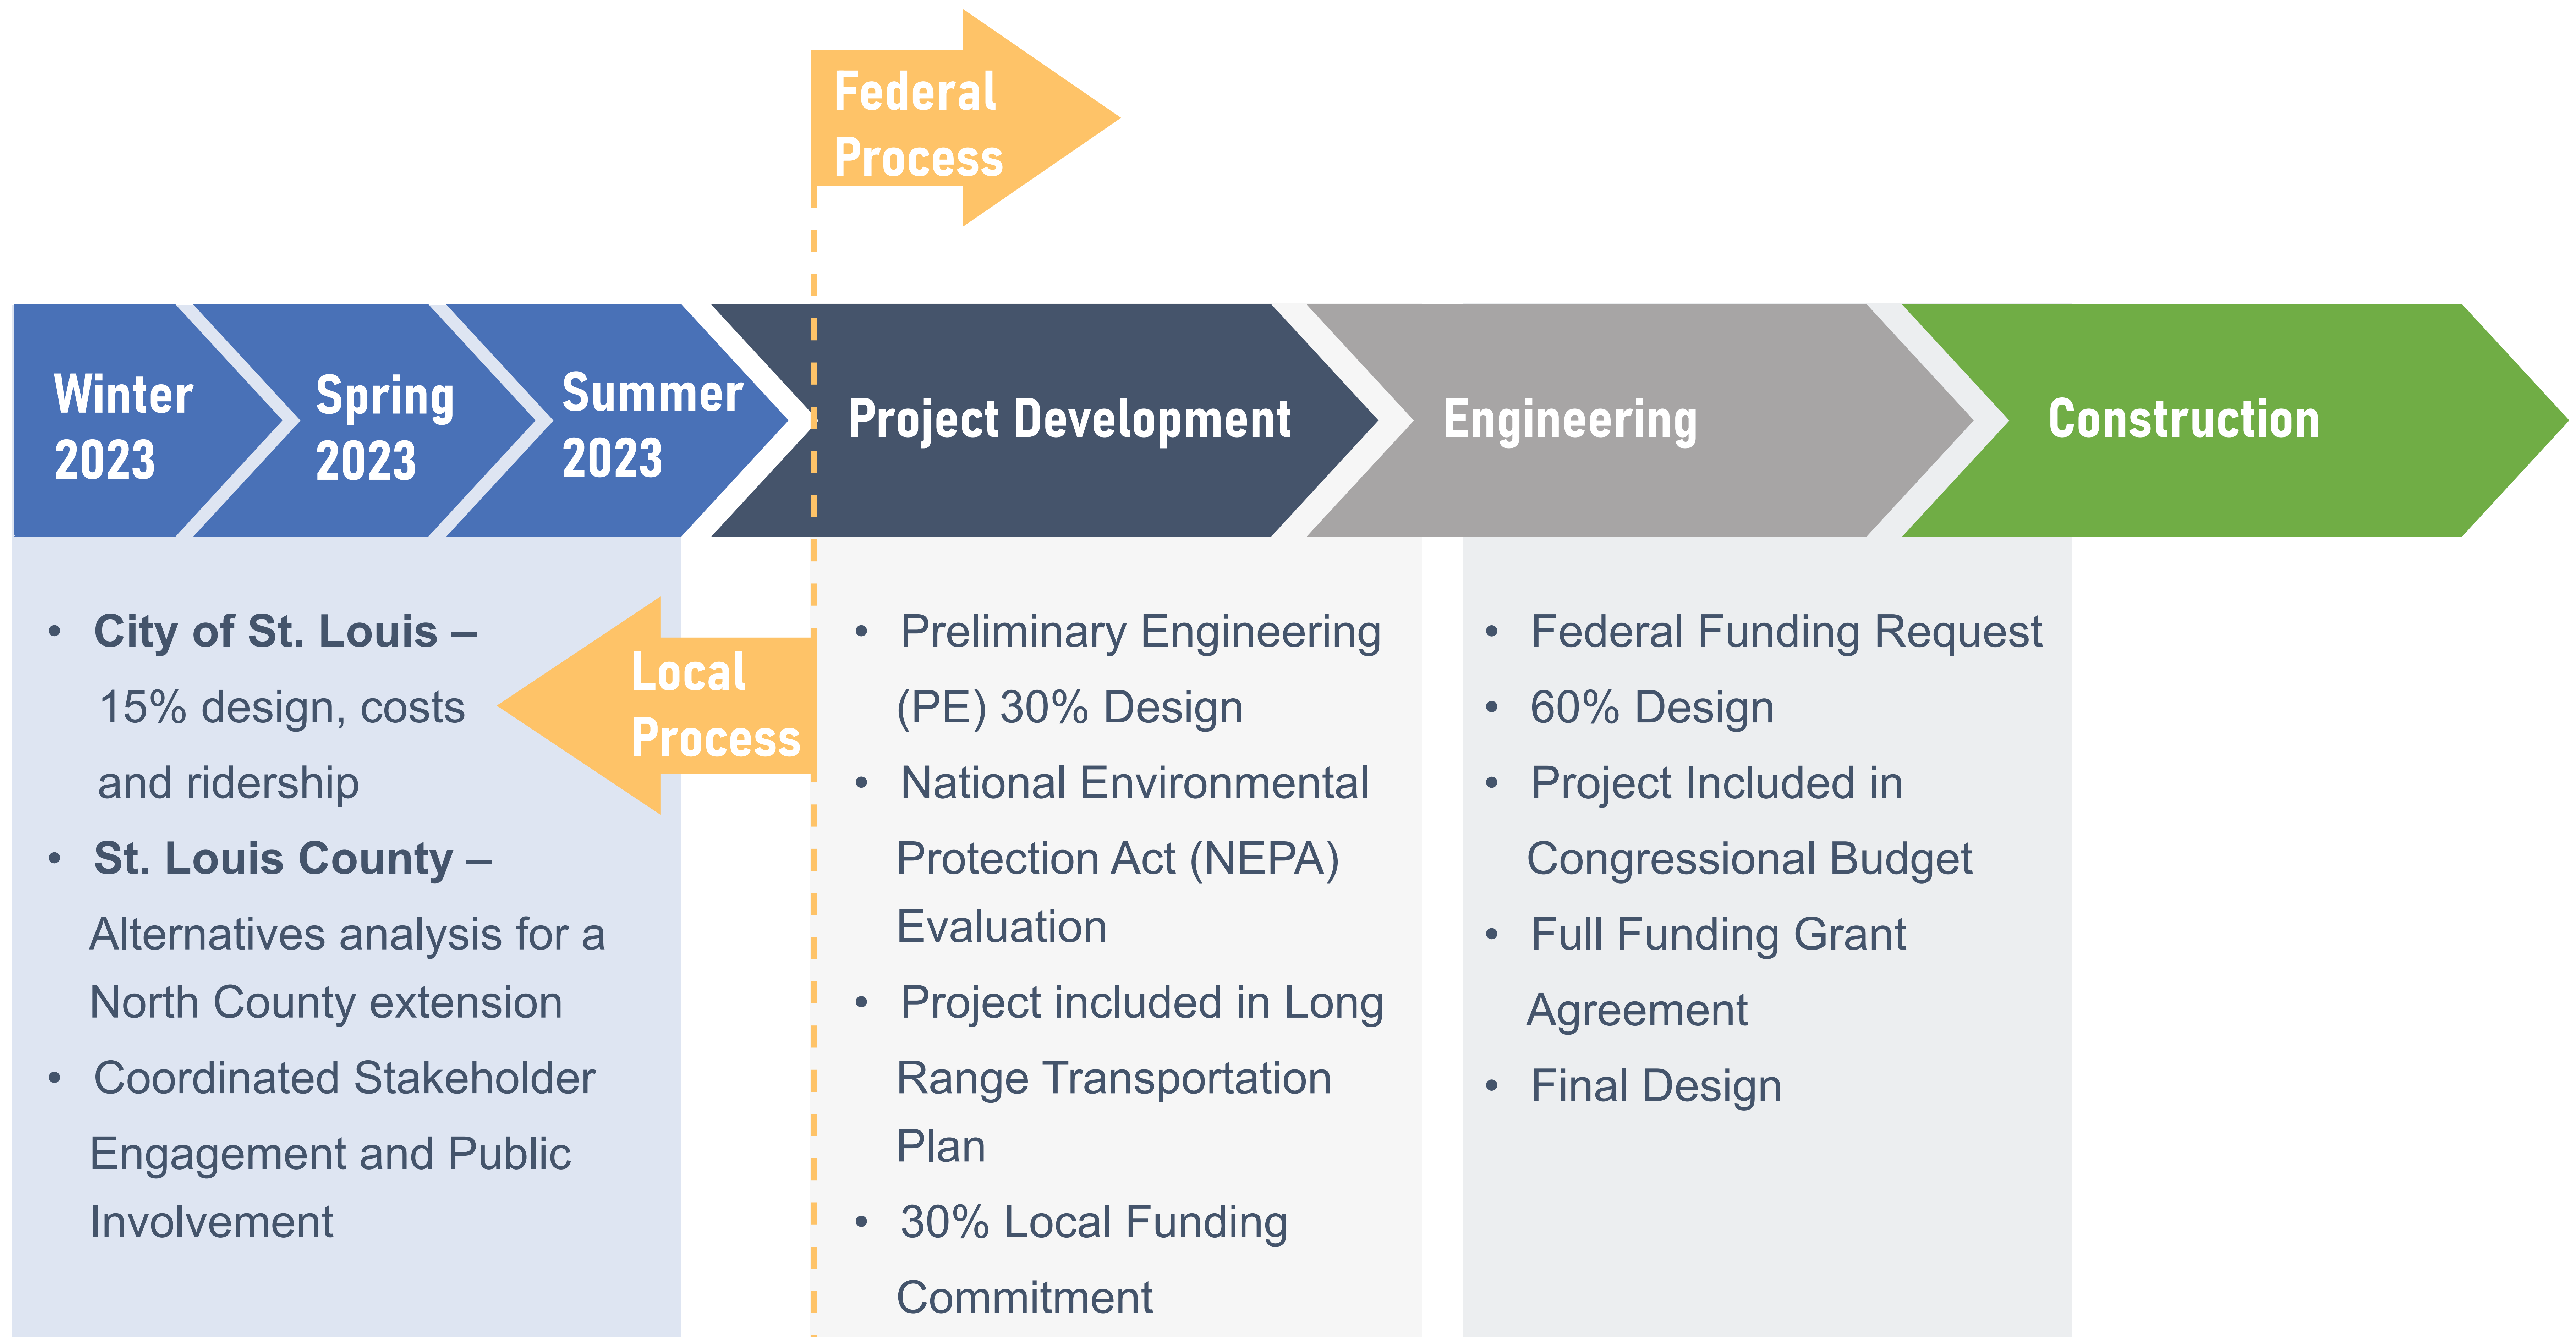 Federal
Process
Winter
2023
Spring
2023
Summer
2023
Project Development
Engineering
Construction
• City of St. Louis –
15% design, costs
and ridership
• St. Louis County –
Alternatives analysis for a
North County extension
• Coordinated Stakeholder
Engagement and Public
Involvement
Local
Process
• Preliminary Engineering
(PE) 30% Design
• National Environmental
Protection Act (NEPA)
Evaluation
• Project included in Long
Range Transportation
Plan
• 30% Local Funding
Commitment
• Federal Funding Request
• 60% Design
• Project Included in
Congressional Budget
• Full Funding Grant
Agreement
• Final Design